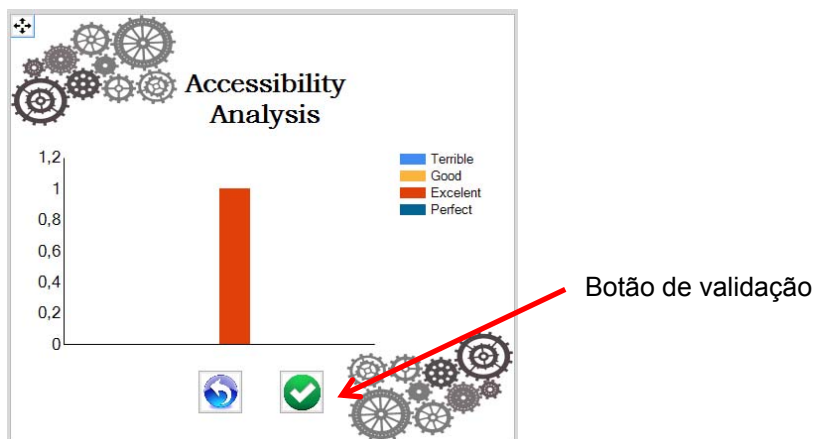 Accessibility
Analysis
1,2
1
0,8
0,6
0,4
0,2
0
Terrible
Good
Excelent
Perfect
Botão de validação